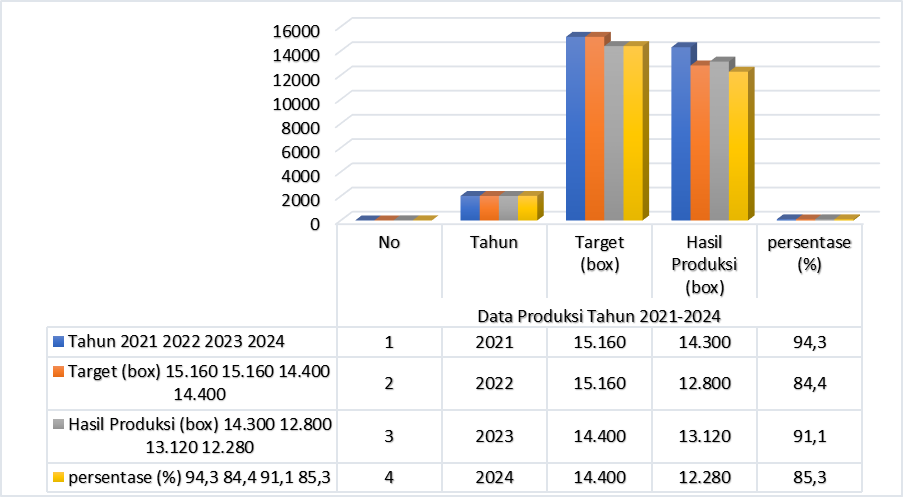 16000
14000
12000
10000
8000
6000
4000
2000
0
No Tahun Target (box) Hasil Produksi (box) persentase (%)
Data Produksi Tahun 2021-2024
Tahun 2021 2022 2023 2024 1 2021 15.160 14.300 94,3
Target (box) 15.160 15.160 14.400 14.400 2 2022 15.160 12.800 84,4
Hasil Produksi (box) 14.300 12.800 13.120 12.280 3 2023 14.400 13.120 91,1
persentase (%) 94,3 84,4 91,1 85,3 4 2024 14.400 12.280 85,3